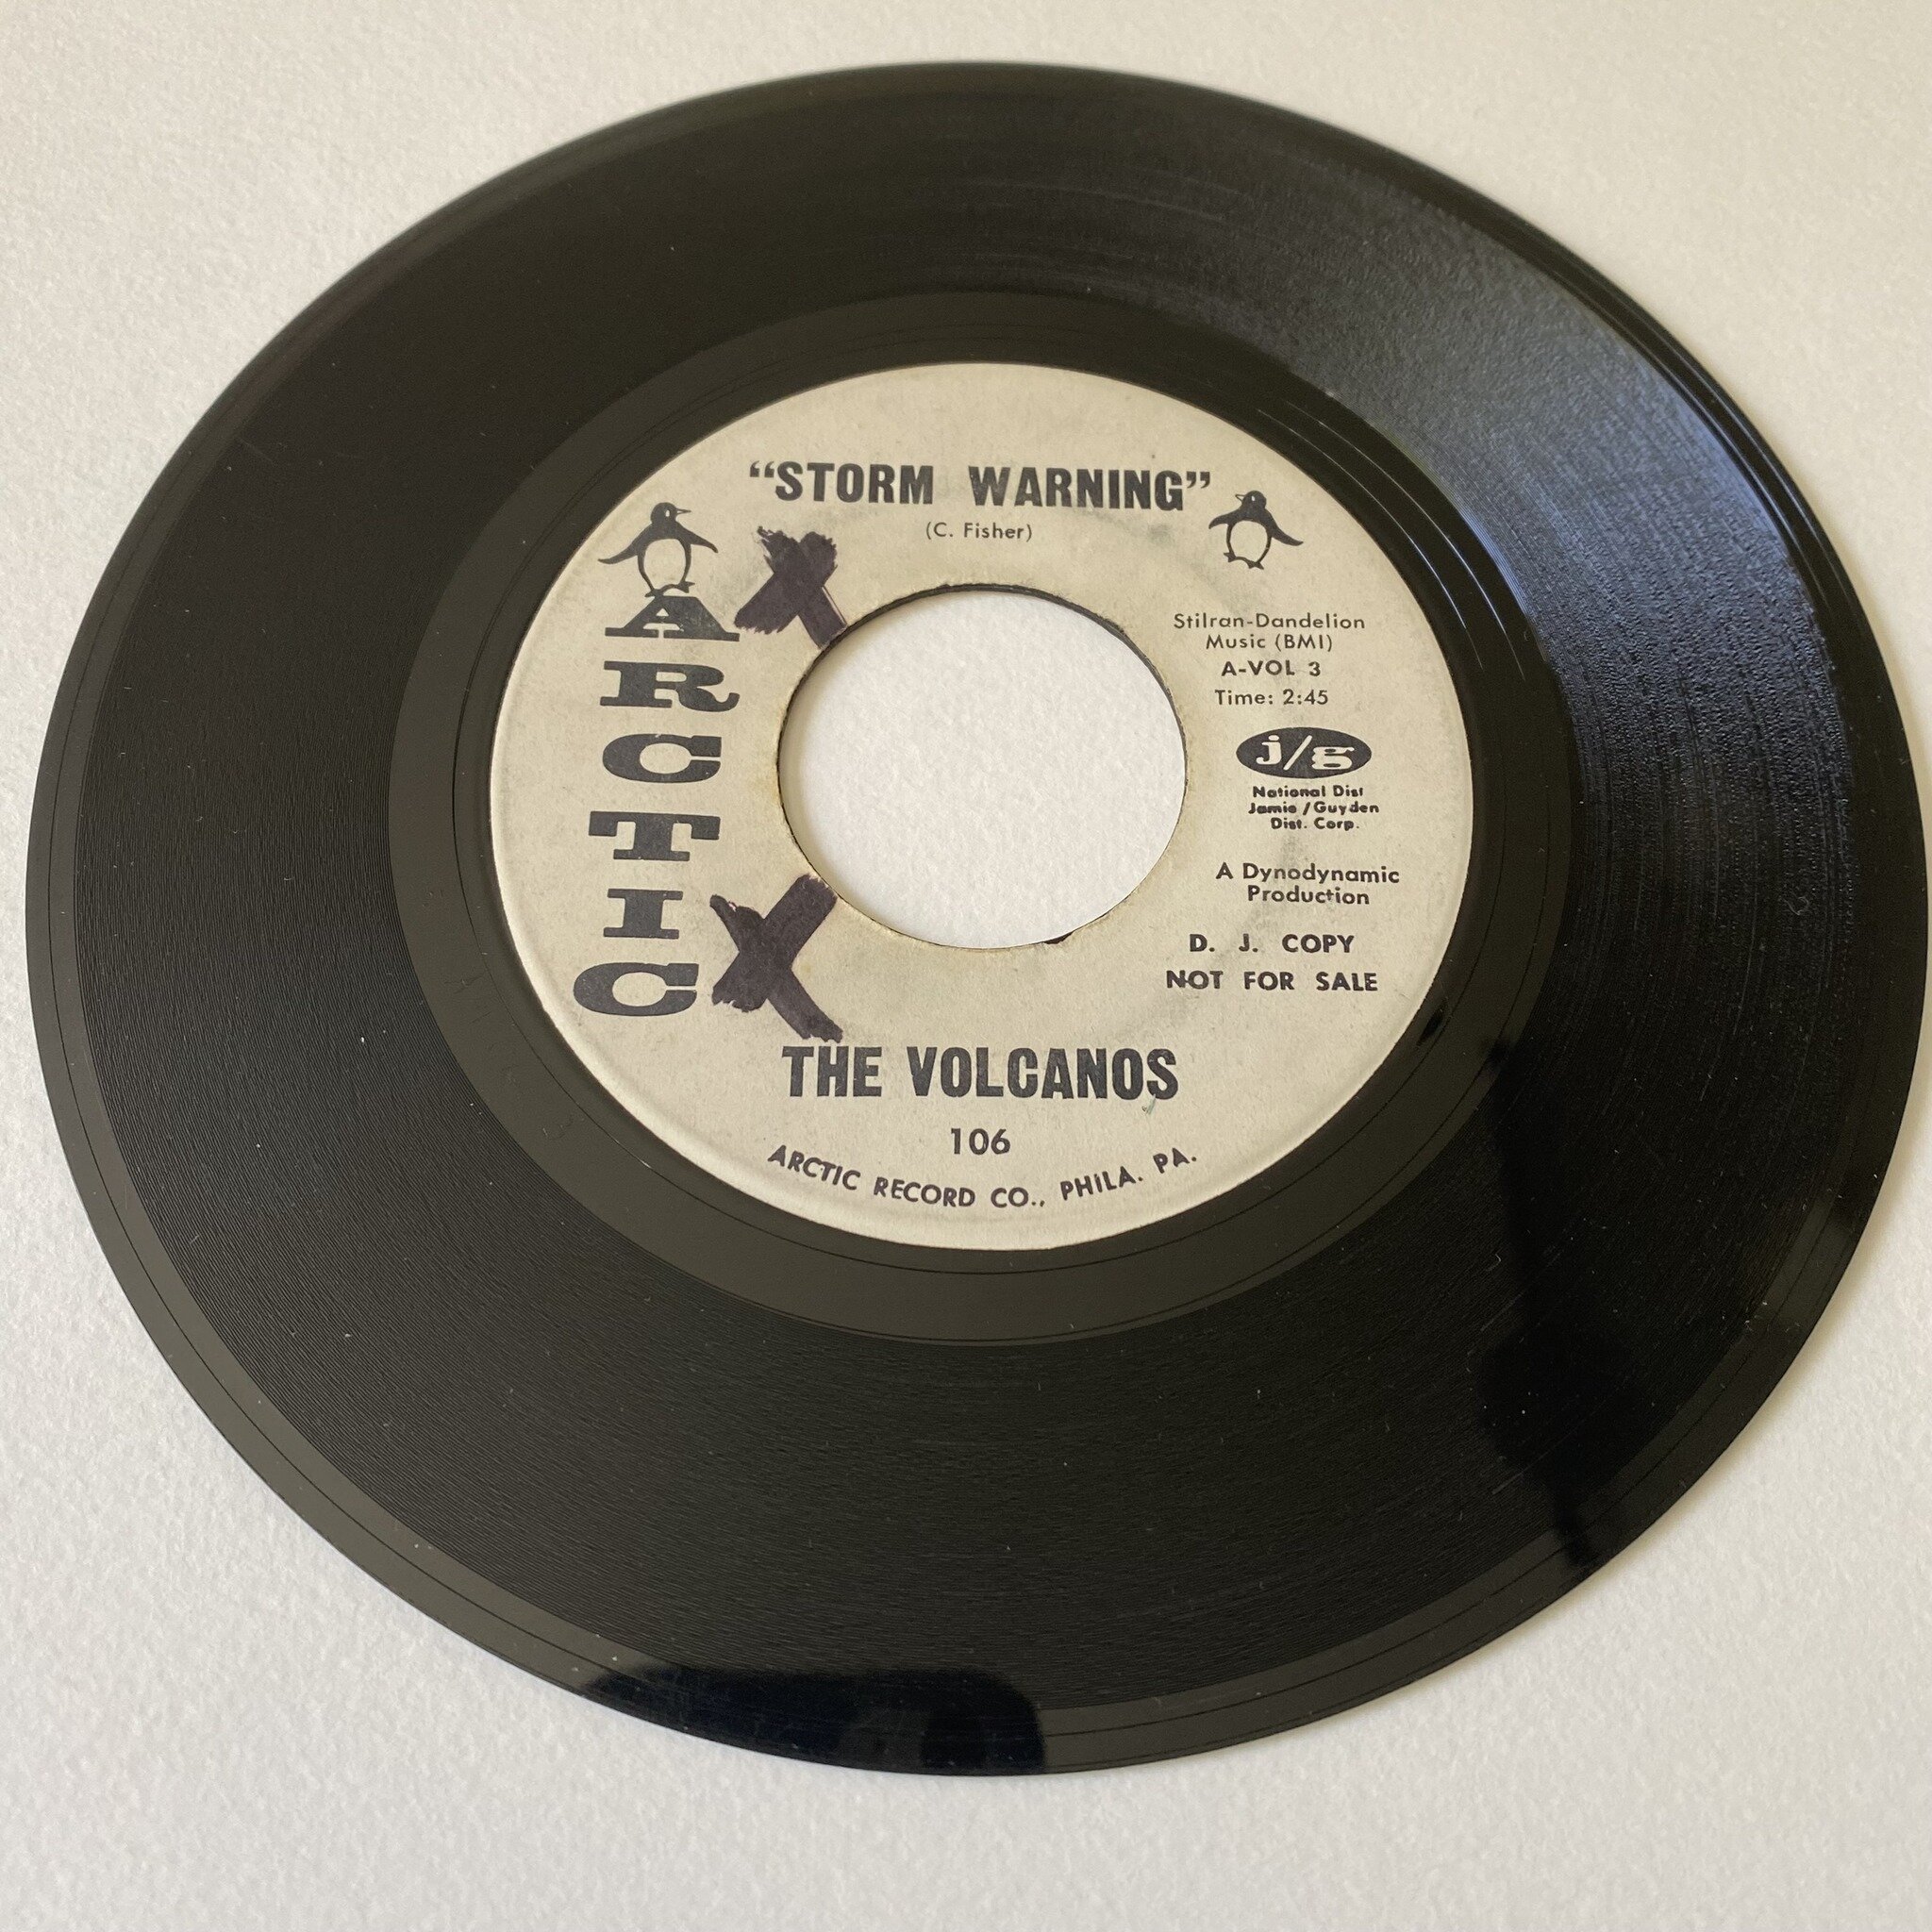 "STORM WARNING"
(C. Fisher)
ARCTIC
X
X
Stilran-Dandelion
Music (BMI)
A-VOL 3
Time: 2:45
j/g
National Dist
Jamie / Guyden
Dist. Corp.
A Dynodynamic
Production
D. J. COPY
NOT FOR SALE
THE VOLCANOS
106
ARCTIC RECORD CO., PHILA. PA.